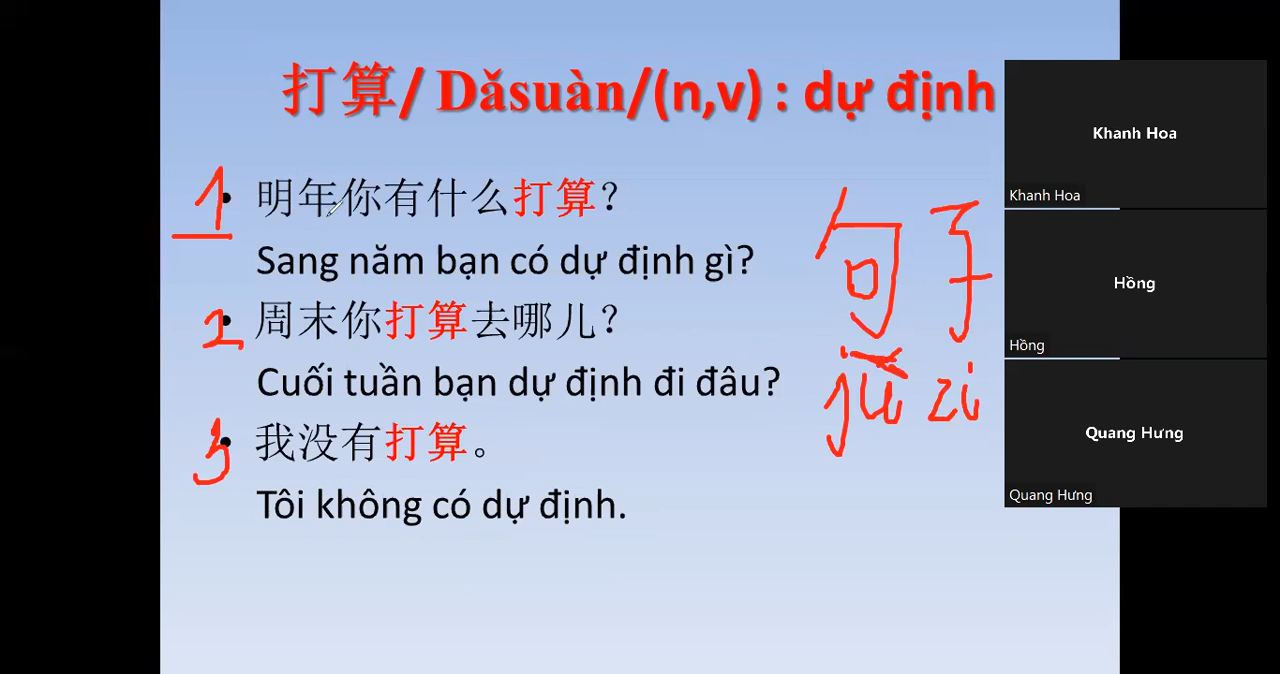 打算/ Dǎsuàn/(n,v) : dự định
1 • 明年你有什么打算？
Sang năm bạn có dự định gì?
2 • 周末你打算去哪儿？
Cuối tuần bạn dự định đi đâu?
3 • 我没有打算。
Tôi không có dự định.
句子
jù zi
Khanh Hoa
Khanh Hoa
Hồng
Hồng
Quang Hưng
Quang Hưng